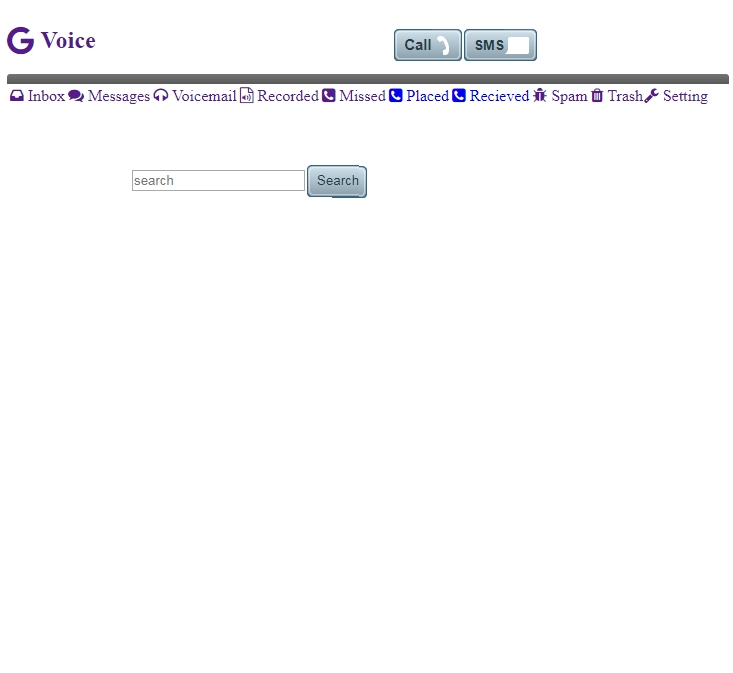 G Voice
Call SMS
Inbox Messages Voicemail Recorded Missed Placed Recieved Spam Trash Setting
search Search